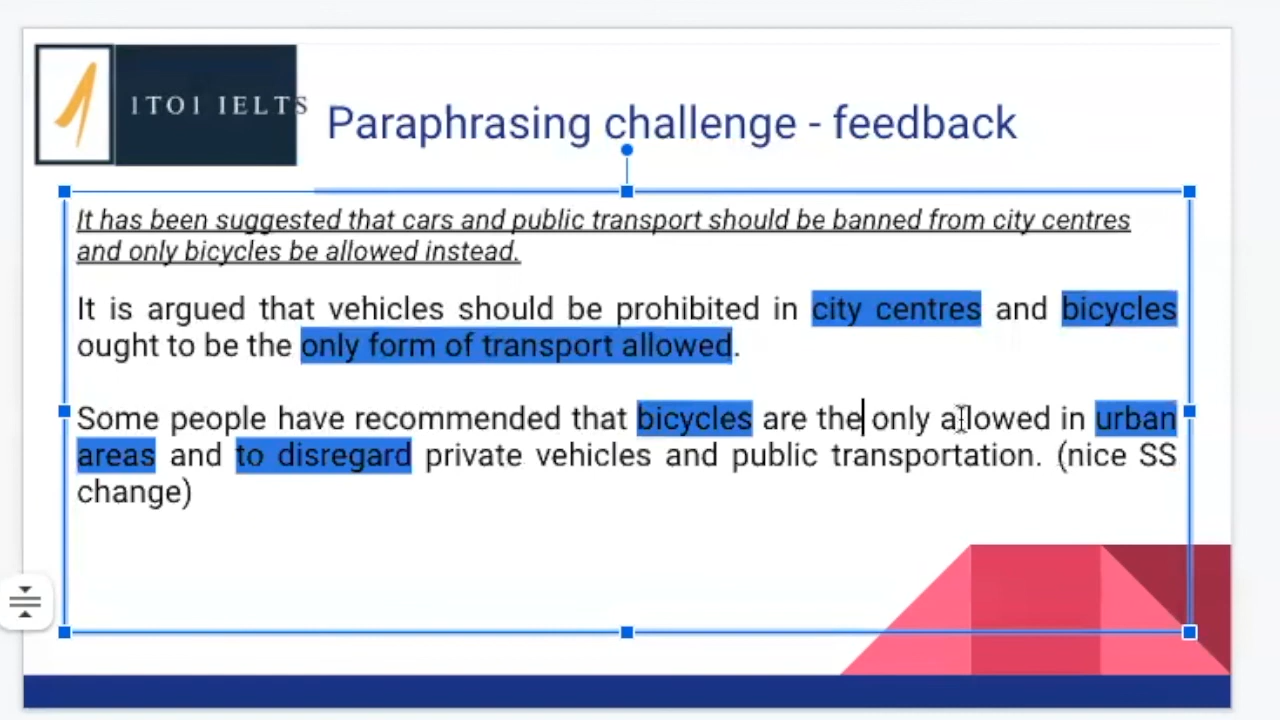 1TO1 IELTS
Paraphrasing challenge - feedback
It has been suggested that cars and public transport should be banned from city centres
and only bicycles be allowed instead.
It is argued that vehicles should be prohibited in city centres and bicycles
ought to be the only form of transport allowed.
Some people have recommended that bicycles are the only allowed in urban
areas and to disregard private vehicles and public transportation. (nice SS
change)